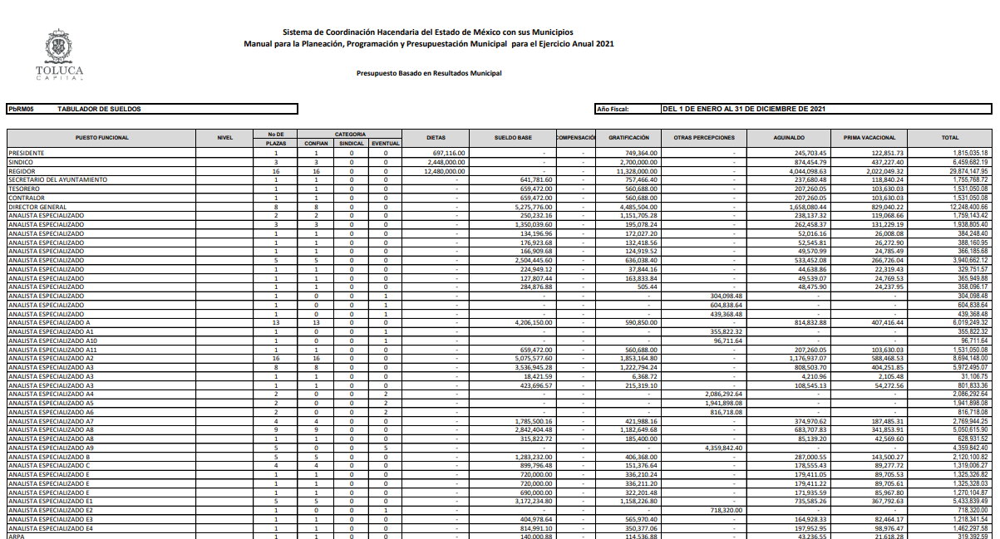 Sistema de Coordinación Hacendaria del Estado de México con sus Municipios
Manual para la Planeación, Programación y Presupuestación Municipal para el Ejercicio Anual 2021
TOLUCA
CAPITAL
Presupuesto Basado en Resultados Municipal
PbRM05 TABULADOR DE SUELDOS Año Fiscal: DEL 1 DE ENERO AL 31 DE DICIEMBRE DE 2021
PUESTO FUNCIONAL NIVEL No DE PLAZAS CATEGORIA CONFIAN SINDICAL EVENTUAL DIETAS SUELDO BASE COMPENSACIÓN GRATIFICACIÓN OTRAS PERCEPCIONES AGUINALDO PRIMA VACACIONAL TOTAL
PRESIDENTE 1 1 0 0 697,116.00 - - 749,364.00 - 245,703.45 122,851.73 1,815,035.18
SINDICO 3 3 0 0 2,448,000.00 - - 2,700,000.00 - 874,454.79 437,227.40 6,459,682.19
REGIDOR 16 16 0 0 12,480,000.00 - - 11,328,000.00 - 4,044,098.63 2,022,049.32 29,874,147.95
SECRETARIO DEL AYUNTAMIENTO 1 1 0 0 - 641,781.60 - 757,466.40 - 237,680.48 118,840.24 1,755,768.72
TESORERO 1 1 0 0 - 659,472.00 - 560,688.00 - 207,260.05 103,630.03 1,531,050.08
CONTRALOR 1 1 0 0 - 659,472.00 - 560,688.00 - 207,260.05 103,630.03 1,531,050.08
DIRECTOR GENERAL 8 8 0 0 - 5,275,776.00 - 4,485,504.00 - 1,658,080.44 829,040.22 12,248,400.66
ANALISTA ESPECIALIZADO 2 2 0 0 - 250,232.16 - 1,151,705.28 - 238,137.32 119,068.66 1,759,143.42
ANALISTA ESPECIALIZADO 3 3 0 0 - 1,350,039.60 - 195,078.24 - 262,458.37 131,229.19 1,938,805.40
ANALISTA ESPECIALIZADO 1 1 0 0 - 134,196.96 - 172,027.20 - 52,016.16 26,008.08 384,248.40
ANALISTA ESPECIALIZADO 1 1 0 0 - 176,923.68 - 132,418.56 - 52,545.81 26,272.90 388,160.95
ANALISTA ESPECIALIZADO 1 1 0 0 - 166,909.68 - 124,919.52 - 49,570.99 24,785.49 366,185.68
ANALISTA ESPECIALIZADO 5 5 0 0 - 2,504,445.60 - 636,038.40 - 533,452.08 266,726.04 3,940,662.12
ANALISTA ESPECIALIZADO 1 1 0 0 - 224,949.12 - 37,844.16 - 44,638.86 22,319.43 329,751.57
ANALISTA ESPECIALIZADO 1 1 0 0 - 127,807.44 - 163,833.84 - 49,539.07 24,769.53 365,949.88
ANALISTA ESPECIALIZADO 1 1 0 0 - 284,876.88 - 505.44 - 48,475.90 24,237.95 358,096.17
ANALISTA ESPECIALIZADO 1 0 0 1 - - - - 304,098.48 - - 304,098.48
ANALISTA ESPECIALIZADO 1 0 0 1 - - - - 604,838.64 - - 604,838.64
ANALISTA ESPECIALIZADO 1 0 0 1 - - - - 439,368.48 - - 439,368.48
ANALISTA ESPECIALIZADO A 13 13 0 0 - 4,206,150.00 - 590,850.00 - 814,832.88 407,416.44 6,019,249.32
ANALISTA ESPECIALIZADO A1 1 0 0 1 - - - - 355,822.32 - - 355,822.32
ANALISTA ESPECIALIZADO A10 1 0 0 1 - - - - 96,711.64 - - 96,711.64
ANALISTA ESPECIALIZADO A11 1 1 0 0 - 659,472.00 - 560,688.00 - 207,260.05 103,630.03 1,531,050.08
ANALISTA ESPECIALIZADO A2 16 16 0 0 - 5,075,577.60 - 1,853,164.80 - 1,176,937.07 588,468.53 8,694,148.00
ANALISTA ESPECIALIZADO A3 8 8 0 0 - 3,536,945.28 - 1,222,794.24 - 808,503.70 404,251.85 5,972,495.07
ANALISTA ESPECIALIZADO A3 1 1 0 0 - 18,421.59 - 6,368.72 - 4,210.96 2,105.48 31,106.75
ANALISTA ESPECIALIZADO A3 1 1 0 0 - 423,696.57 - 215,319.10 - 108,545.13 54,272.56 801,833.36
ANALISTA ESPECIALIZADO A4 2 0 0 2 - - - - 2,086,292.64 - - 2,086,292.64
ANALISTA ESPECIALIZADO A5 2 0 0 2 - - - - 1,941,898.08 - - 1,941,898.08
ANALISTA ESPECIALIZADO A6 2 0 0 2 - - - - 816,718.08 - - 816,718.08
ANALISTA ESPECIALIZADO A7 4 4 0 0 - 1,785,500.16 - 421,988.16 - 374,970.62 187,485.31 2,769,944.25
ANALISTA ESPECIALIZADO A8 9 9 0 0 - 2,842,404.48 - 1,182,649.68 - 683,707.83 341,853.91 5,050,615.90
ANALISTA ESPECIALIZADO A8 1 1 0 0 - 315,822.72 - 185,400.00 - 85,139.20 42,569.60 628,931.52
ANALISTA ESPECIALIZADO A9 5 0 0 5 - - - - 4,359,842.40 - - 4,359,842.40
ANALISTA ESPECIALIZADO B 5 5 0 0 - 1,283,232.00 - 406,368.00 - 287,000.55 143,500.27 2,120,100.82
ANALISTA ESPECIALIZADO C 4 4 0 0 - 899,796.48 - 151,376.64 - 178,555.43 89,277.72 1,319,006.27
ANALISTA ESPECIALIZADO E 1 1 0 0 - 720,000.00 - 336,210.24 - 179,411.05 89,705.53 1,325,326.82
ANALISTA ESPECIALIZADO E 1 1 0 0 - 720,000.00 - 336,211.20 - 179,411.22 89,705.61 1,325,328.03
ANALISTA ESPECIALIZADO E 1 1 0 0 - 690,000.00 - 322,201.48 - 171,935.59 85,967.80 1,270,104.87
ANALISTA ESPECIALIZADO E1 5 5 0 0 - 3,172,234.80 - 1,158,226.80 - 735,585.26 367,792.63 5,433,839.49
ANALISTA ESPECIALIZADO E2 1 0 0 1 - - - - 718,320.00 - - 718,320.00
ANALISTA ESPECIALIZADO E3 1 1 0 0 - 404,978.64 - 565,970.40 - 164,928.33 82,464.17 1,218,341.54
ANALISTA ESPECIALIZADO E4 1 1 0 0 - 814,991.10 - 350,377.06 - 197,952.95 98,976.47 1,462,297.58
ARPA 1 1 0 0 - 140,000.88 - 114,536.88 - 43,236.55 21,618.28 319,392.59